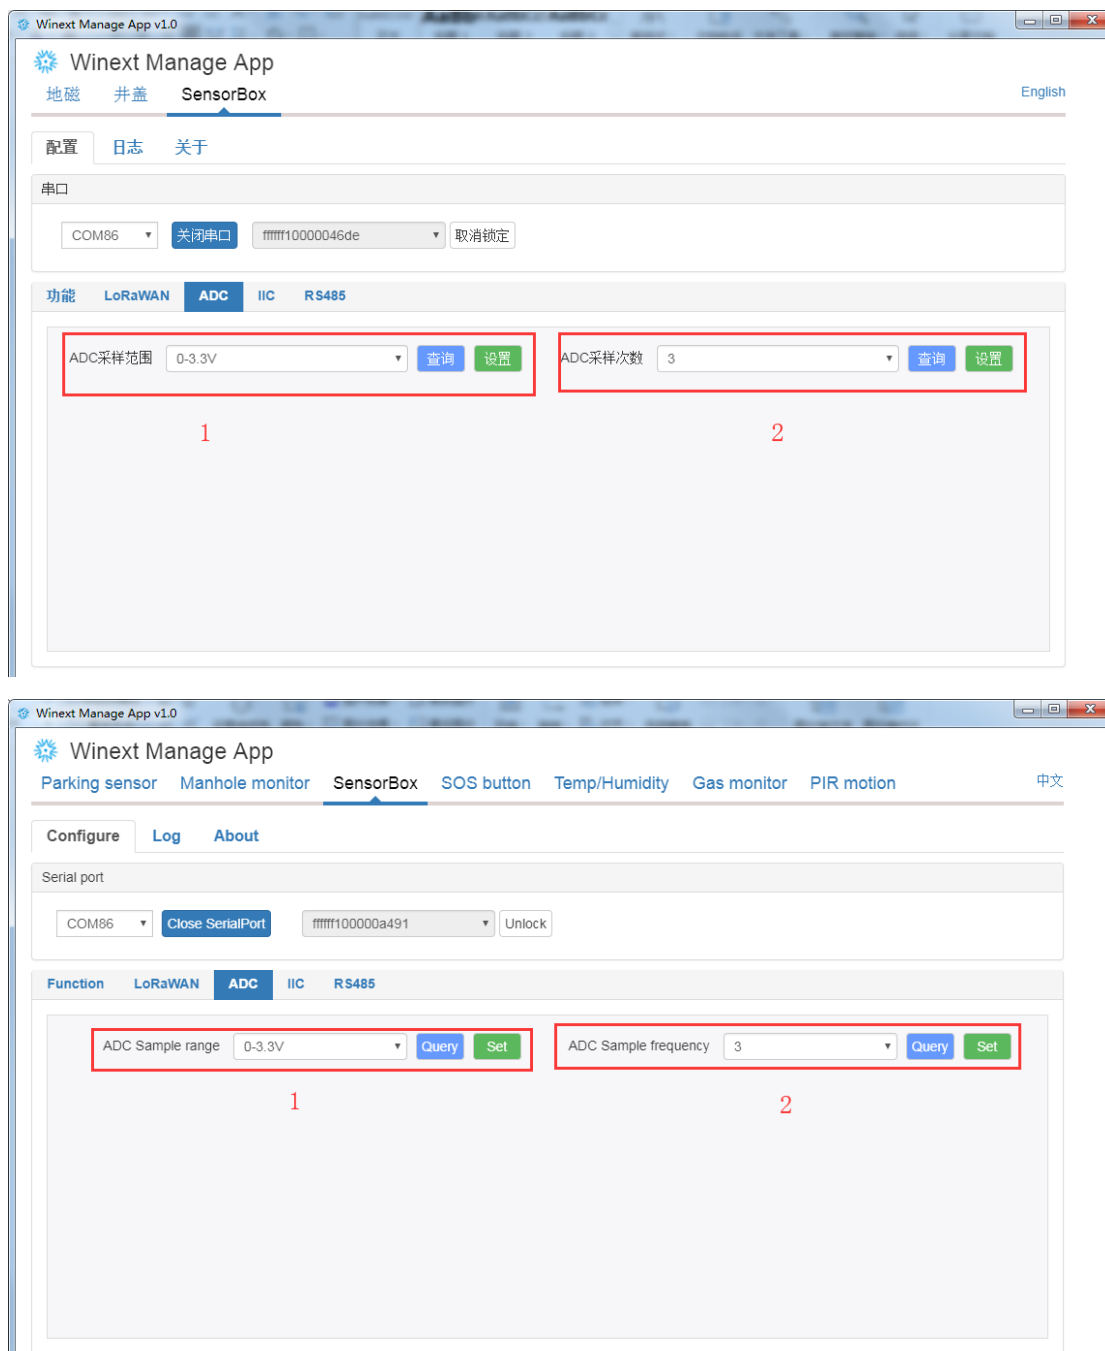 Winext Manage App v1.0
Winext Manage App
地磁 井盖 SensorBox English
配置 日志 关于
串口
COM86 关闭串口 ffffff10000046de 取消锁定
功能 LoRaWAN ADC IIC RS485
ADC采样范围 0-3.3V 查询 设置 ADC采样次数 3 查询 设置
1 2
Winext Manage App v1.0
Winext Manage App
Parking sensor Manhole monitor SensorBox SOS button Temp/Humidity Gas monitor PIR motion 中文
Configure Log About
Serial port
COM86 Close SerialPort ffffff100000a491 Unlock
Function LoRaWAN ADC IIC RS485
ADC Sample range 0-3.3V Query Set ADC Sample frequency 3 Query Set
1 2